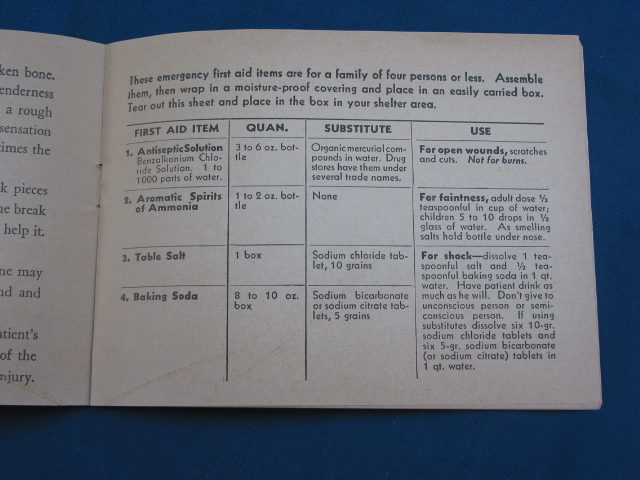 ken bone.
enderness
a rough
sensation
times the
k pieces
ne break
help it.
ne may
nd and
atient's
of the
njury.
These emergency first aid items are for a family of four persons or less. Assemble
them, then wrap in a moisture-proof covering and place in an easily carried box.
Tear out this sheet and place in the box in your shelter area.
FIRST AID ITEM QUAN. SUBSTITUTE USE
1. Antiseptic Solution
Benzalkonium Chlo-
ride Solution. 1 to
1000 parts of water.
3 to 6 oz. bot-
tle
Organic mercurial com-
pounds in water. Drug
stores have them under
several trade names.
For open wounds, scratches
and cuts. Not for burns.
2. Aromatic Spirits
of Ammonia
1 to 2 oz. bot-
tle
None
For faintness, adult dose ½
teaspoonful in cup of water;
children 5 to 10 drops in ½
glass of water. As smelling
salts hold bottle under nose.
3. Table Salt
1 box
Sodium chloride tab-
let, 10 grains
For shock—dissolve 1 tea-
spoonful salt and ½ tea-
spoonful baking soda in 1 qt.
water. Have patient drink as
much as he will. Don't give to
unconscious person or semi-
conscious person. If using
substitutes dissolve six 10-gr.
sodium chloride tablets and
six 5-gr. sodium bicarbonate
(or sodium citrate) tablets in
1 qt. water.
4. Baking Soda
8 to 10 oz.
box
Sodium bicarbonate
or sodium citrate tab-
lets, 5 grains